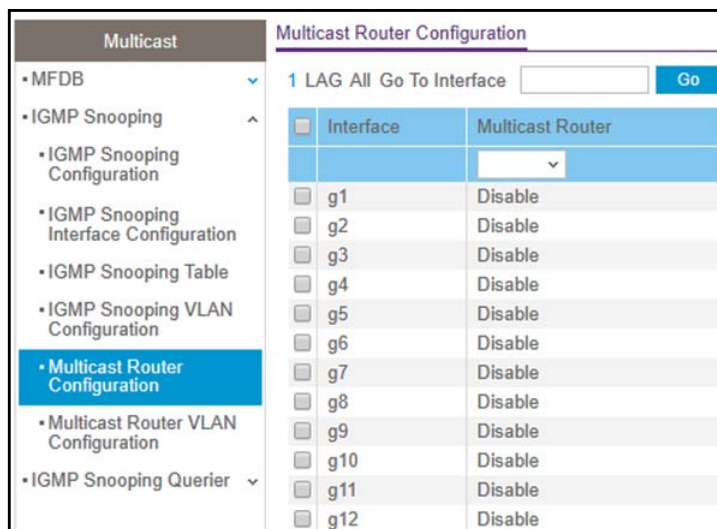 Multicast
• MFDB
• IGMP Snooping
• IGMP Snooping
Configuration
• IGMP Snooping
Interface Configuration
• IGMP Snooping Table
• IGMP Snooping VLAN
Configuration
• Multicast Router
Configuration
• Multicast Router VLAN
Configuration
• IGMP Snooping Querier
Multicast Router Configuration
1 LAG All Go To Interface Go
Interface Multicast Router
g1 Disable
g2 Disable
g3 Disable
g4 Disable
g5 Disable
g6 Disable
g7 Disable
g8 Disable
g9 Disable
g10 Disable
g11 Disable
g12 Disable